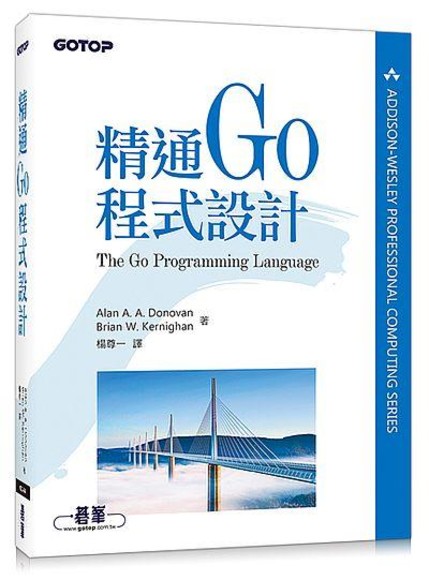 GOTOP
精通Go
程式設計
The Go Programming Language
Alan A. A. Donovan
Brian W. Kernighan
著
楊尊一 譯
碁峯
www.gotop.com.tw
ADDISON-WESLEY PROFESSIONAL COMPUTING SERIES
精通Go程式設計